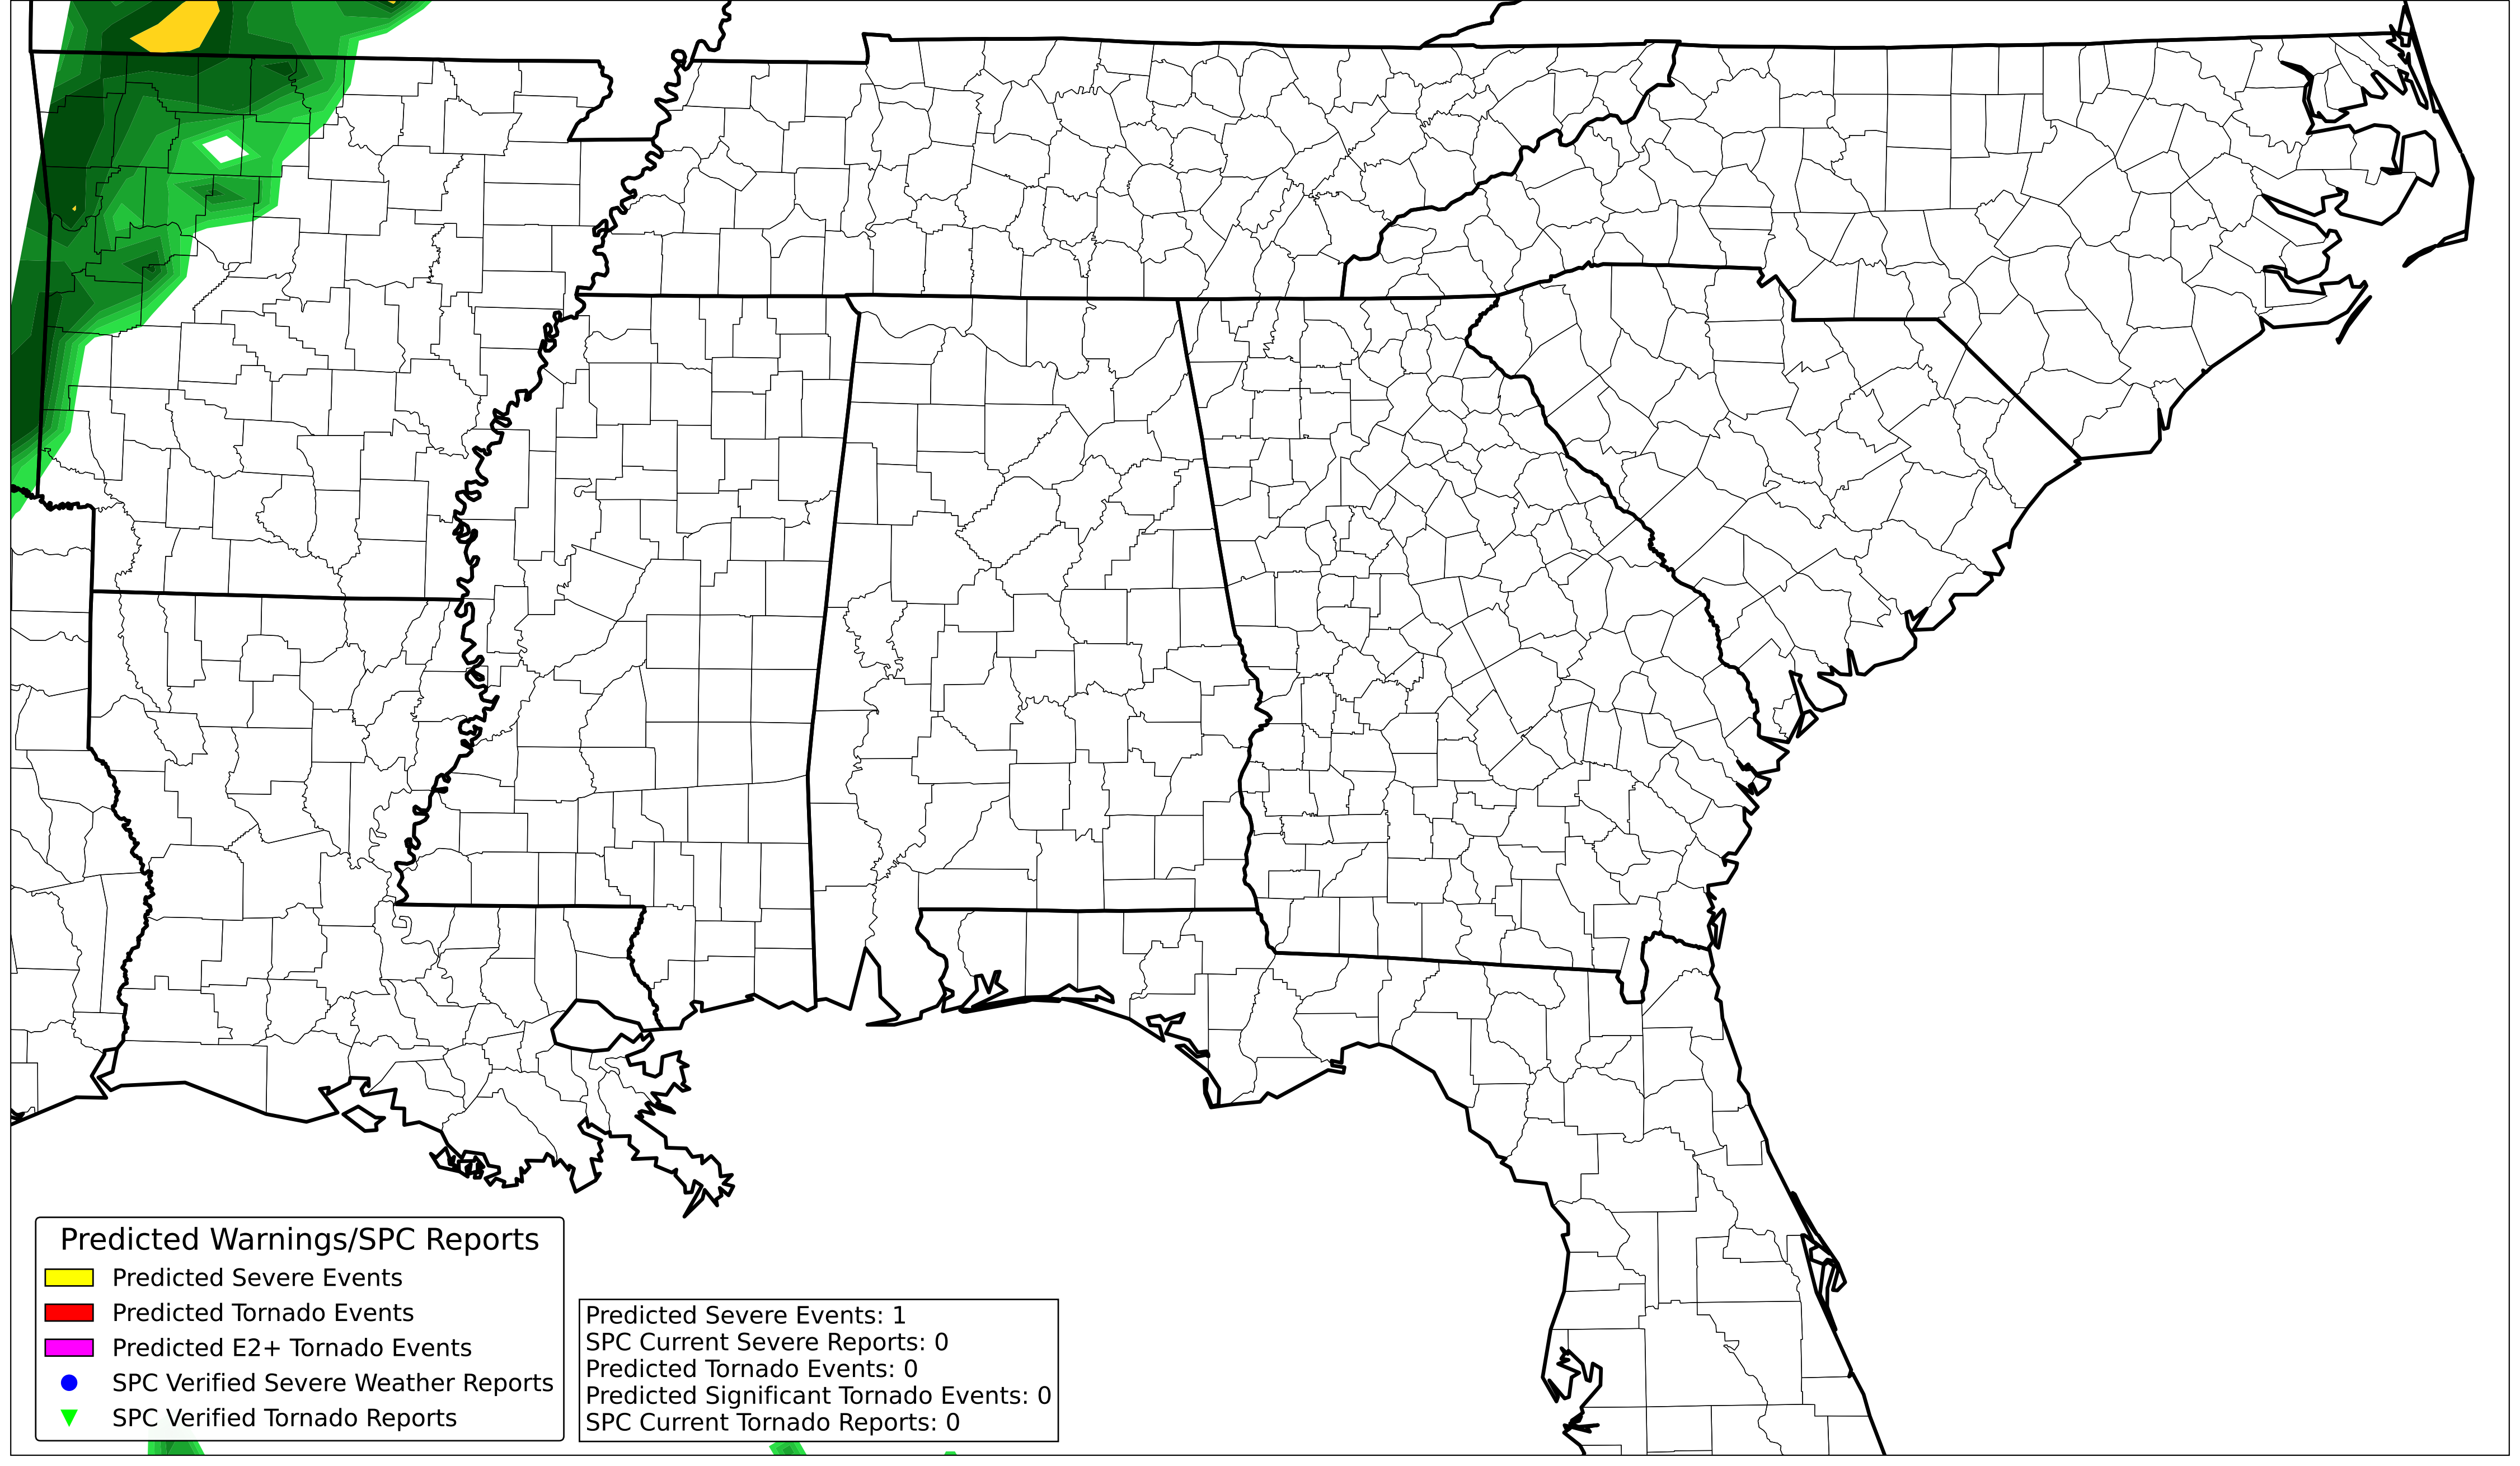 Predicted Warnings/SPC Reports
Predicted Severe Events
Predicted Tornado Events
Predicted E2+ Tornado Events
SPC Verified Severe Weather Reports
SPC Verified Tornado Reports
Predicted Severe Events: 1
SPC Current Severe Reports: 0
Predicted Tornado Events: 0
Predicted Significant Tornado Events: 0
SPC Current Tornado Reports: 0